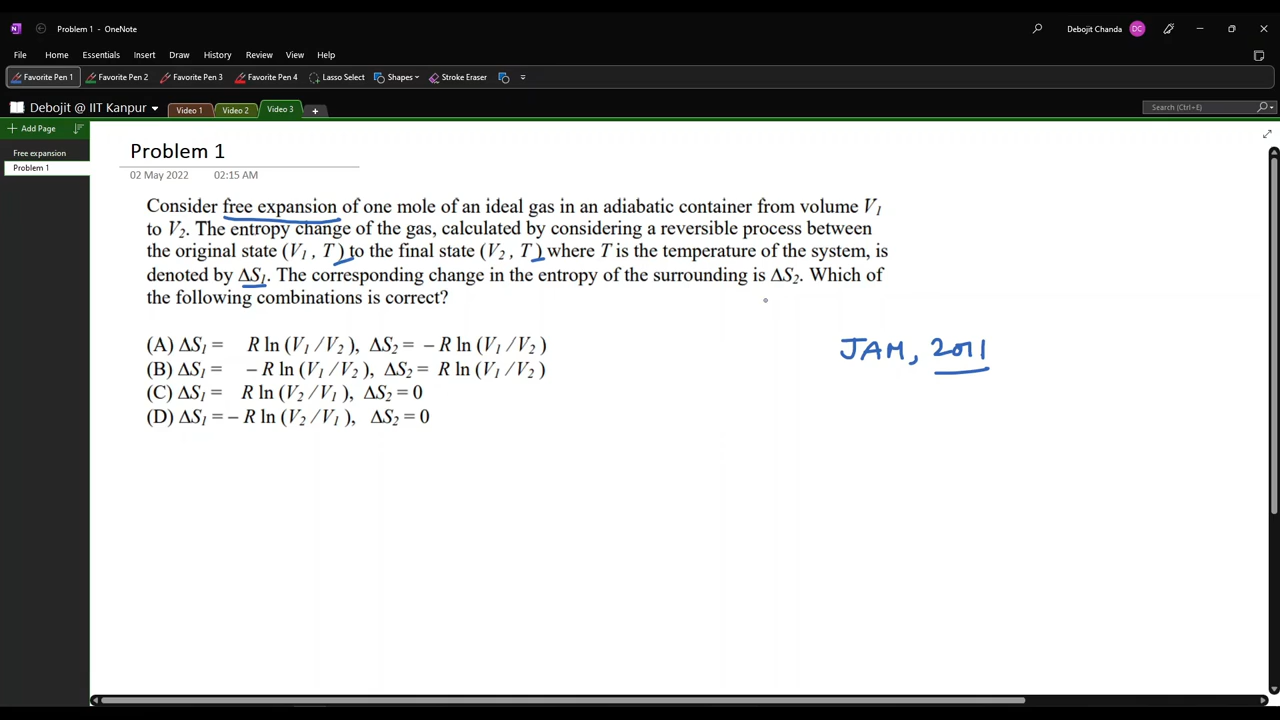 Problem 1 - OneNote
Debojit Chanda DC
File Home Essentials Insert Draw History Review View Help
Favorite Pen 1 Favorite Pen 2 Favorite Pen 3 Favorite Pen 4 Lasso Select Shapes Stroke Eraser
Debojit @ IIT Kanpur Video 1 Video 2 Video 3 + Search (Ctrl+E)
+ Add Page
Free expansion
Problem 1
Problem 1
02 May 2022 02:15 AM
Consider free expansion of one mole of an ideal gas in an adiabatic container from volume V₁
to V₂. The entropy change of the gas, calculated by considering a reversible process between
the original state (V₁ , T ) to the final state (V₂ , T ) where T is the temperature of the system, is
denoted by ΔS₁. The corresponding change in the entropy of the surrounding is ΔS₂. Which of
the following combinations is correct?
(A) ΔS₁ = R ln (V₁ /V₂ ), ΔS₂ = – R ln (V₁ /V₂ )
(B) ΔS₁ = – R ln (V₁ /V₂ ), ΔS₂ = R ln (V₁ /V₂ )
(C) ΔS₁ = R ln (V₂ /V₁ ), ΔS₂ = 0
(D) ΔS₁ = – R ln (V₂ /V₁ ), ΔS₂ = 0
JAM, 2011